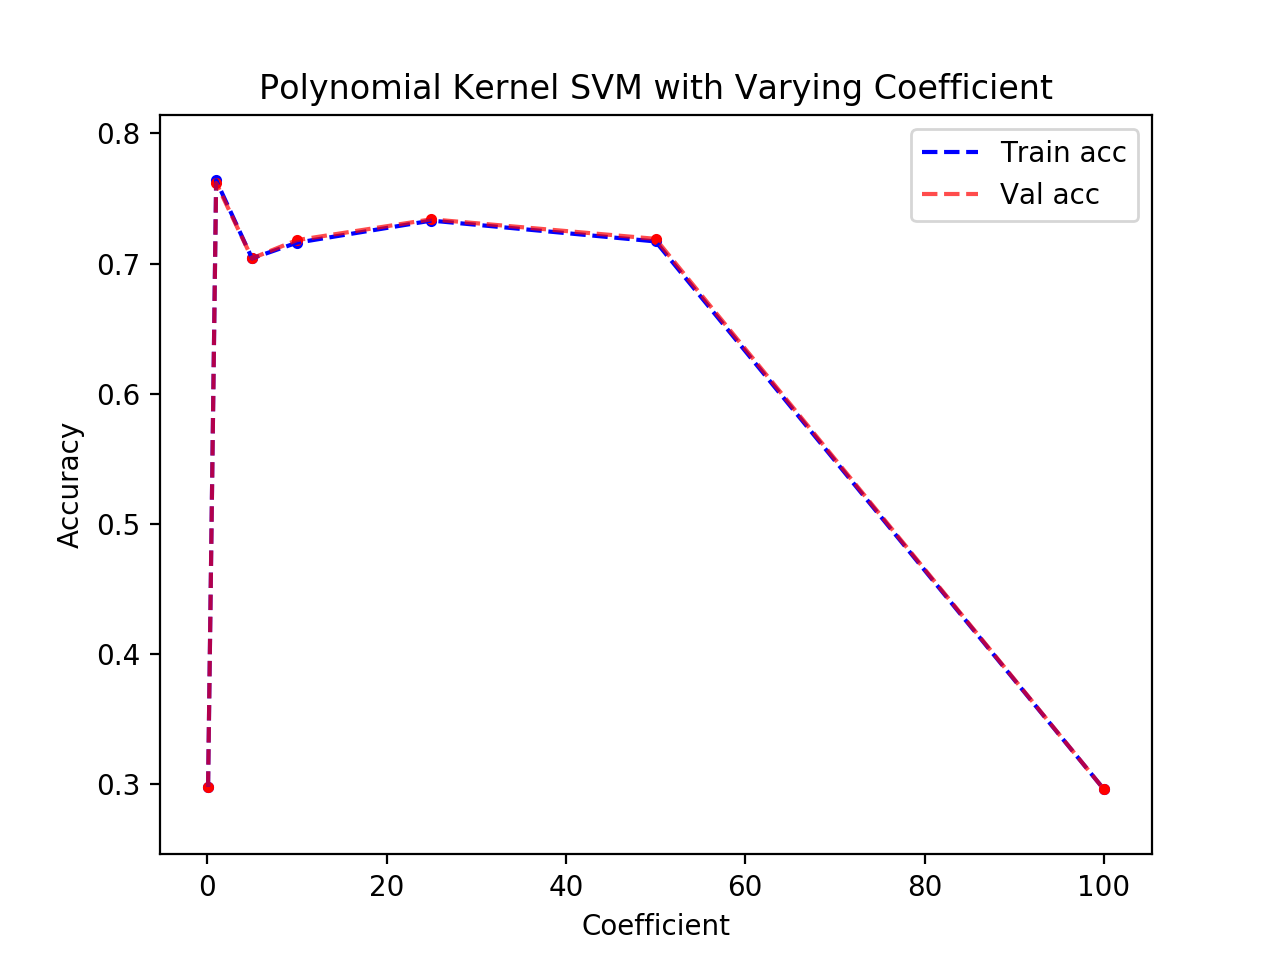 Polynomial Kernel SVM with Varying Coefficient
Train acc
Val acc
0.8
0.7
0.6
0.5
0.4
0.3
Accuracy
0 20 40 60 80 100
Coefficient